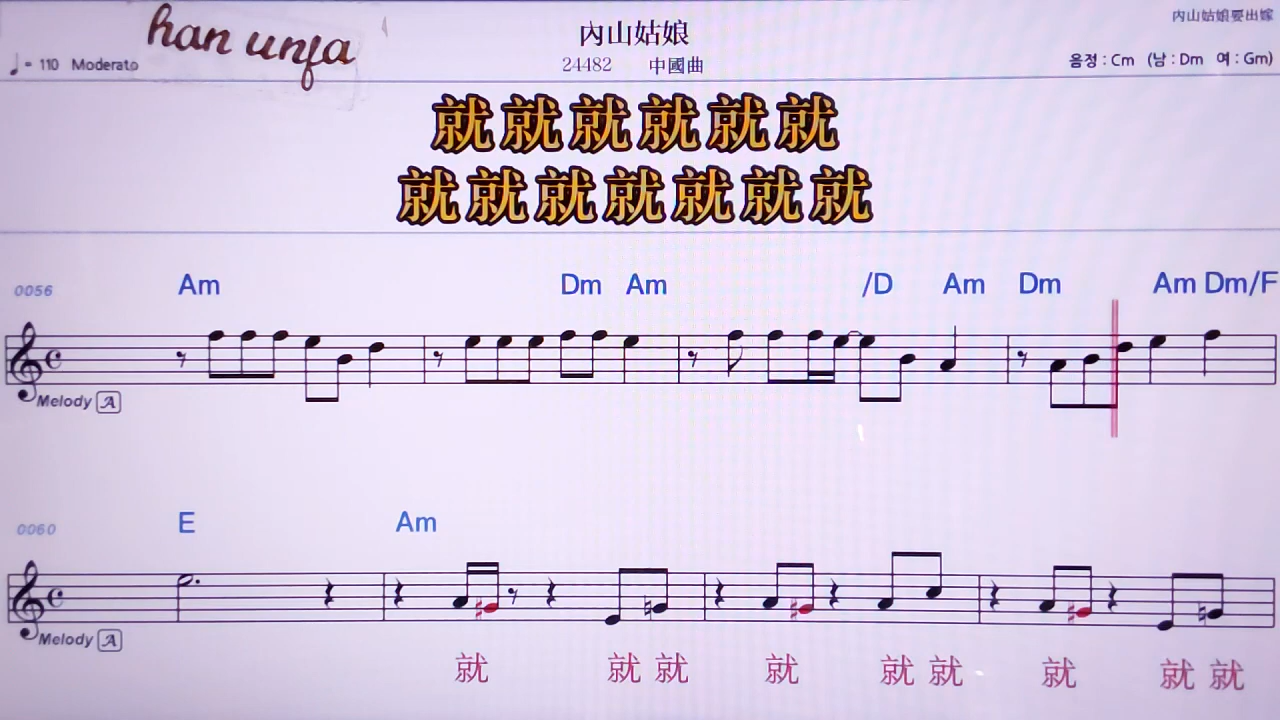 han unfa
內山姑娘
內山姑娘要出嫁
♩= 110 Moderato
24482 中國曲
음정 : Cm (남 : Dm 여 : Gm)
就就就就就就
就就就就就就就
0056 Am Dm Am /D Am Dm Am Dm/F
Melody A
0060 E Am
Melody A
就 就 就 就 就 就 就 就 就